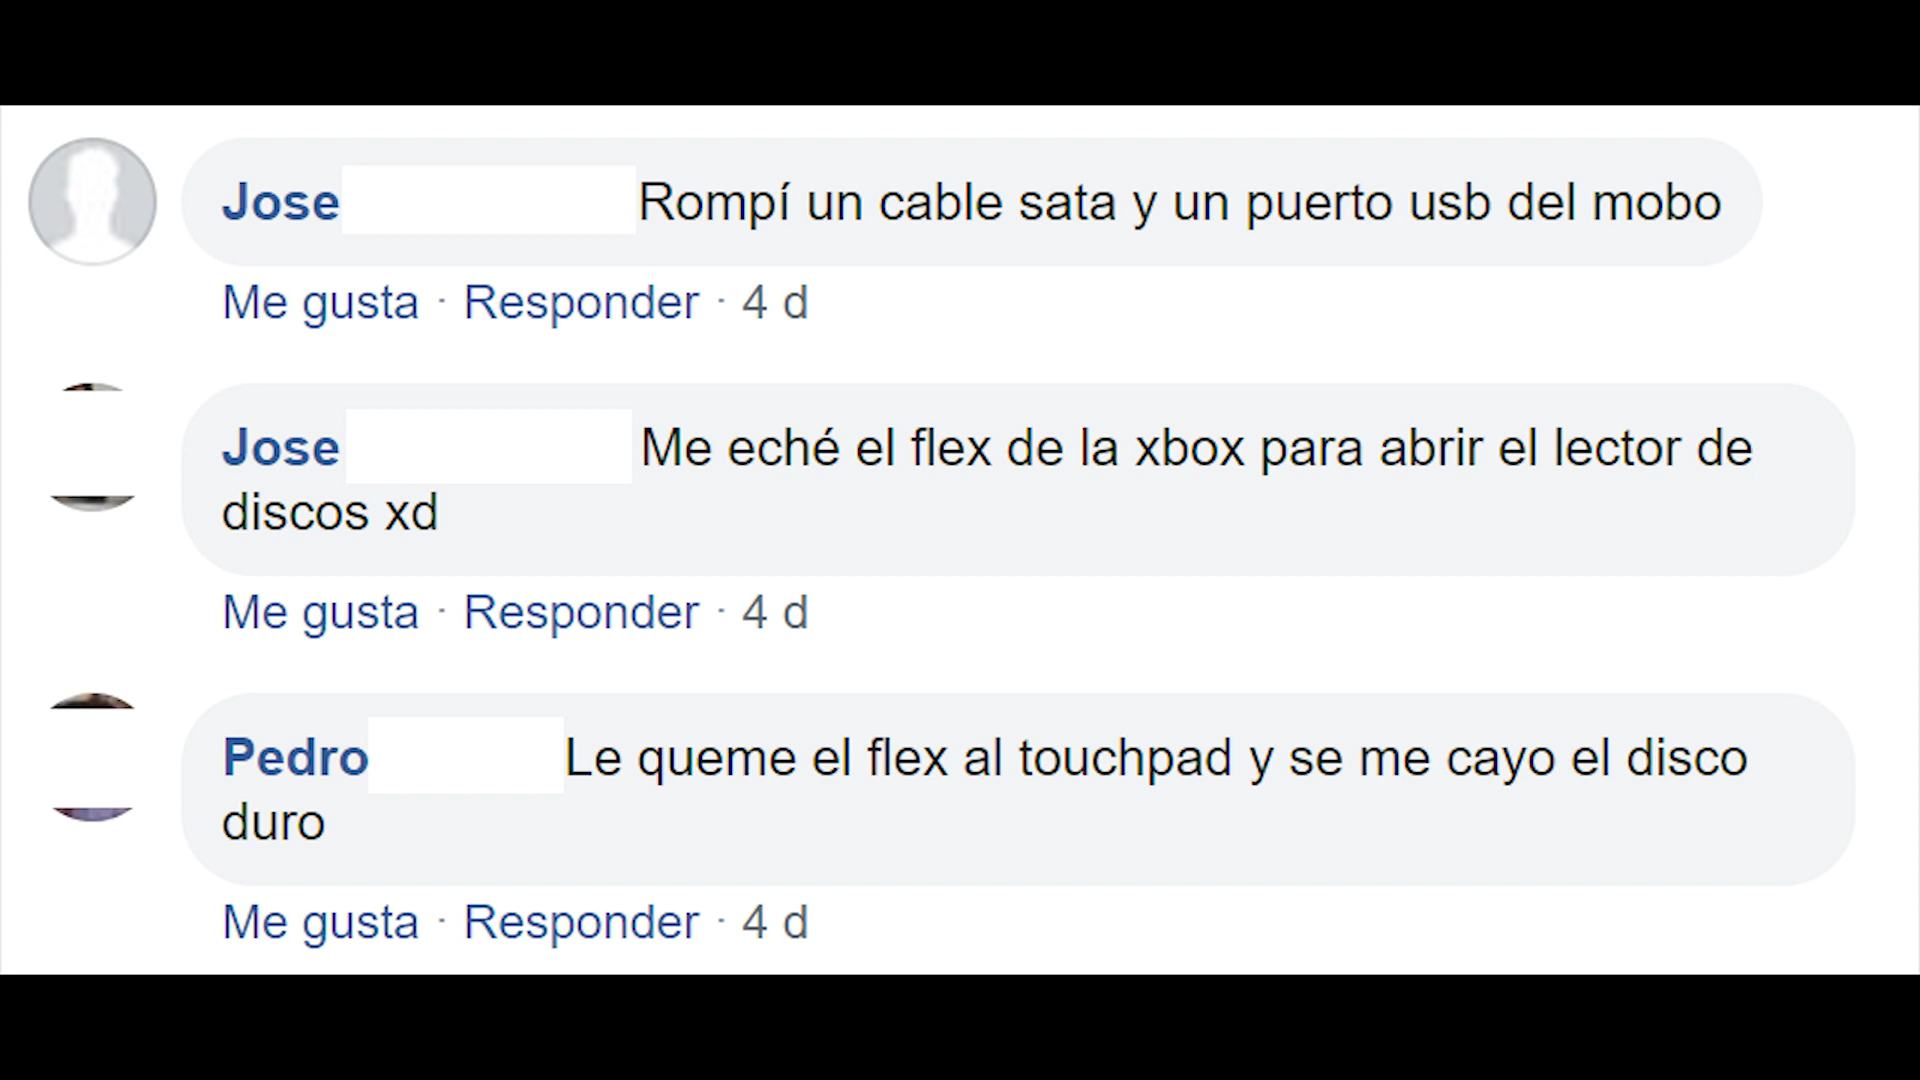 Jose Rompí un cable sata y un puerto usb del mobo
Me gusta · Responder · 4 d
Jose Me eché el flex de la xbox para abrir el lector de
discos xd
Me gusta · Responder · 4 d
Pedro Le queme el flex al touchpad y se me cayo el disco
duro
Me gusta · Responder · 4 d